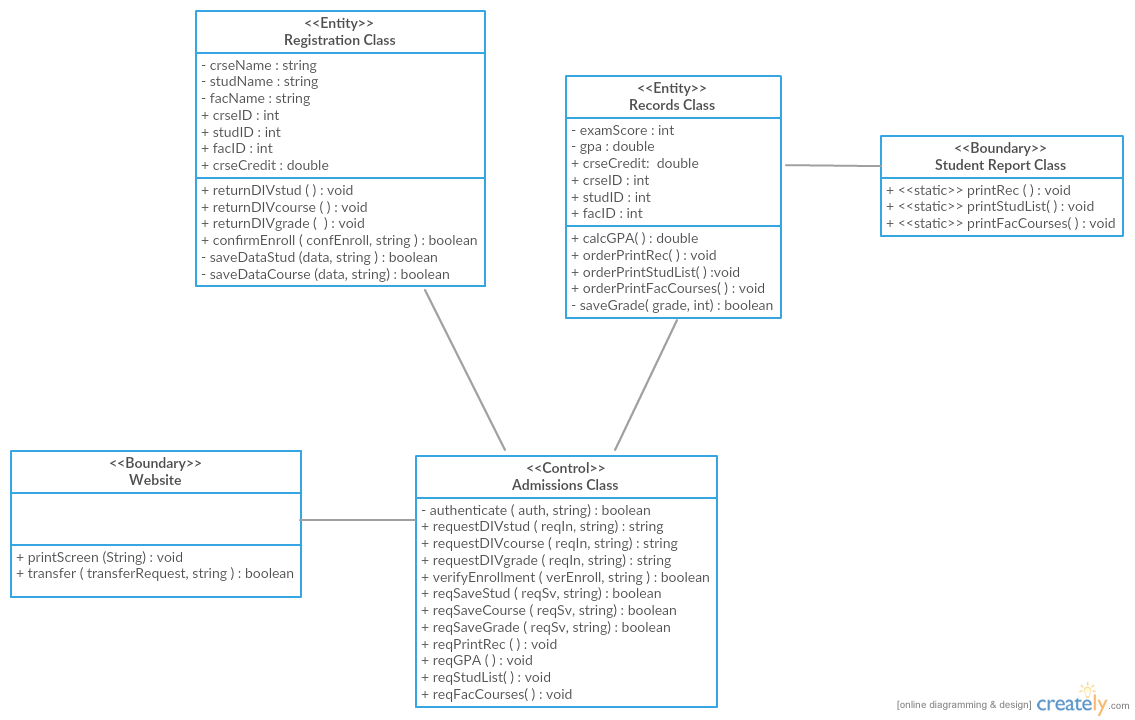 <<Entity>>
Registration Class
- crseName : string
- studName : string
- facName : string
+ crseID : int
+ studID : int
+ facID : int
+ crseCredit : double
+ returnDIVstud ( ) : void
+ returnDIVcourse ( ) : void
+ returnDIVgrade (  ) : void
+ confirmEnroll ( confEnroll, string ) : boolean
- saveDataStud (data, string ) : boolean
- saveDataCourse (data, string) : boolean
<<Entity>>
Records Class
- examScore : int
- gpa : double
+ crseCredit:  double
+ crseID : int
+ studID : int
+ facID : int
+ calcGPA( ) : double
+ orderPrintRec( ) : void
+ orderPrintStudList( ) :void
+ orderPrintFacCourses( ) : void
- saveGrade( grade, int) : boolean
<<Boundary>>
Student Report Class
+ <<static>> printRec ( ) : void
+ <<static>> printStudList( ) : void
+ <<static>> printFacCourses( ) : void
<<Boundary>>
Website
+ printScreen (String) : void
+ transfer ( transferRequest, string ) : boolean
<<Control>>
Admissions Class
- authenticate ( auth, string) : boolean
+ requestDIVstud ( reqIn, string) : string
+ requestDIVcourse ( reqIn, string) : string
+ requestDIVgrade ( reqIn, string) : string
+ verifyEnrollment ( verEnroll, string ) : boolean
+ reqSaveStud ( reqSv, string) : boolean
+ reqSaveCourse ( reqSv, string) : boolean
+ reqSaveGrade ( reqSv, string) : boolean
+ reqPrintRec ( ) : void
+ reqGPA ( ) : void
+ reqStudList( ) : void
+ reqFacCourses( ) : void
[online diagramming & design] creately.com